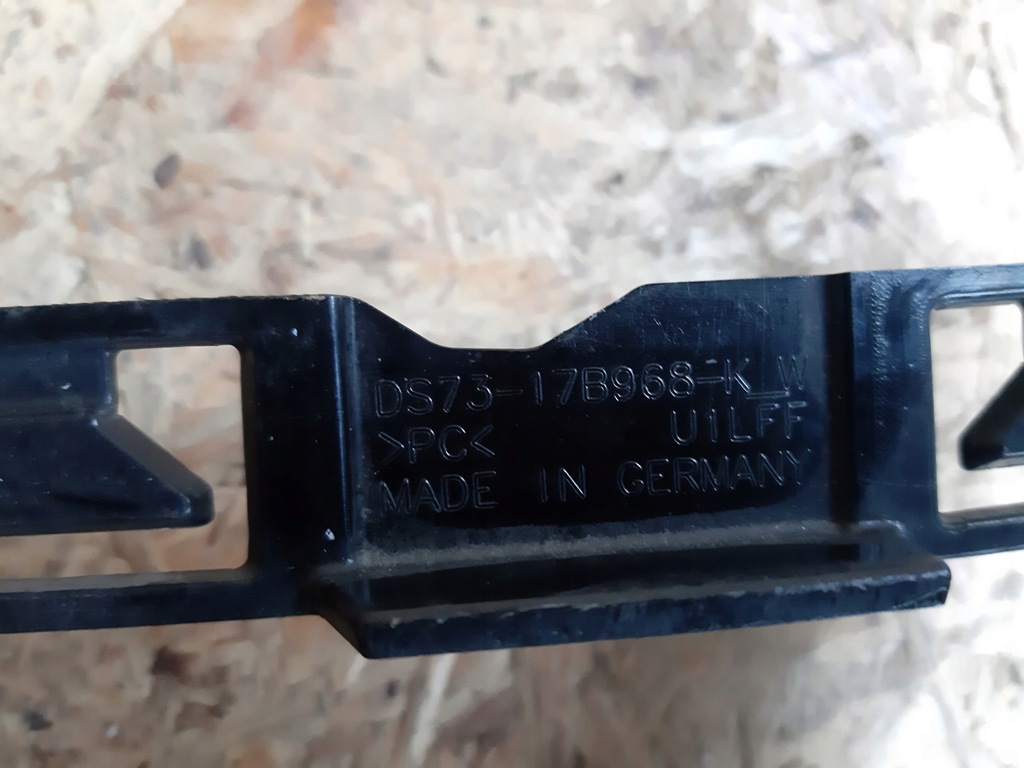 DS73-17B968-K_W
>PC< U1LFF
MADE IN GERMANY